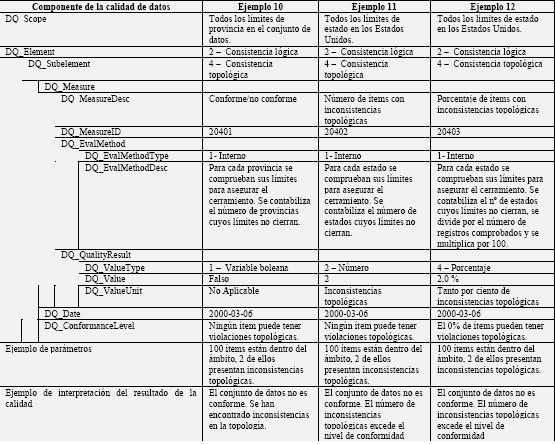 Componente de la calidad de datos Ejemplo 10 Ejemplo 11 Ejemplo 12
DQ_Scope
Todos los límites de
provincia en el conjunto de
datos.
Todos los límites de
estado en los Estados
Unidos.
Todos los límites de estado
en los Estados Unidos.
DQ_Element 2 – Consistencia lógica 2 – Consistencia lógica 2 – Consistencia lógica
DQ_Subelement
4 – Consistencia
topológica
4 – Consistencia
topológica
4 – Consistencia topológica
DQ_Measure
DQ_MeasureDesc
Conforme/no conforme
Número de ítems con
inconsistencias
topológicas
Porcentaje de ítems con
inconsistencias topológicas
DQ_MeasureID 20401 20402 20403
DQ_EvalMethod
DQ_EvalMethodType 1- Interno 1- Interno 1- Interno
DQ_EvalMethodDesc
Para cada provincia se
comprueban sus límites
para asegurar el
cerramiento. Se contabiliza
el número de provincias
cuyos límites no cierran.
Para cada estado se
comprueban sus límites
para asegurar el
cerramiento. Se
contabiliza el número de
estados cuyos límites no
cierran.
Para cada estado se
comprueban sus límites para
asegurar el cerramiento. Se
contabiliza el nº de estados
cuyos límites no cierran, se
divide por el número de
registros comprobados y se
multiplica por 100.
DQ_QualityResult
DQ_ValueType 1 – Variable boleana 2 – Número 4 – Porcentaje
DQ_Value Falso 2 2,0 %
DQ_ValueUnit
No Aplicable
Inconsistencias
topológicas
Tanto por ciento de
inconsistencias topológicas
DQ_Date 2000-03-06 2000-03-06 2000-03-06
DQ_ConformanceLevel
Ningún ítem puede tener
violaciones topológicas.
Ningún ítem puede tener
violaciones topológicas.
El 0% de ítems pueden tener
violaciones topológicas.
Ejemplo de parámetros
100 ítems están dentro del
ámbito, 2 de ellos
presentan inconsistencias
topológicas.
100 ítems están dentro del
ámbito, 2 de ellos
presentan inconsistencias
topológicas.
100 ítems están dentro del
ámbito, 2 de ellos presentan
inconsistencias topológicas.
Ejemplo de interpretación del resultado de la
calidad
El conjunto de datos no es
conforme. Se han
encontrado inconsistencias
en la topología.
El conjunto de datos no es
conforme. El número de
inconsistencias
topológicas excede el
nivel de conformidad
El conjunto de datos no es
conforme. El número de
inconsistencias topológicas
excede el nivel de
conformidad